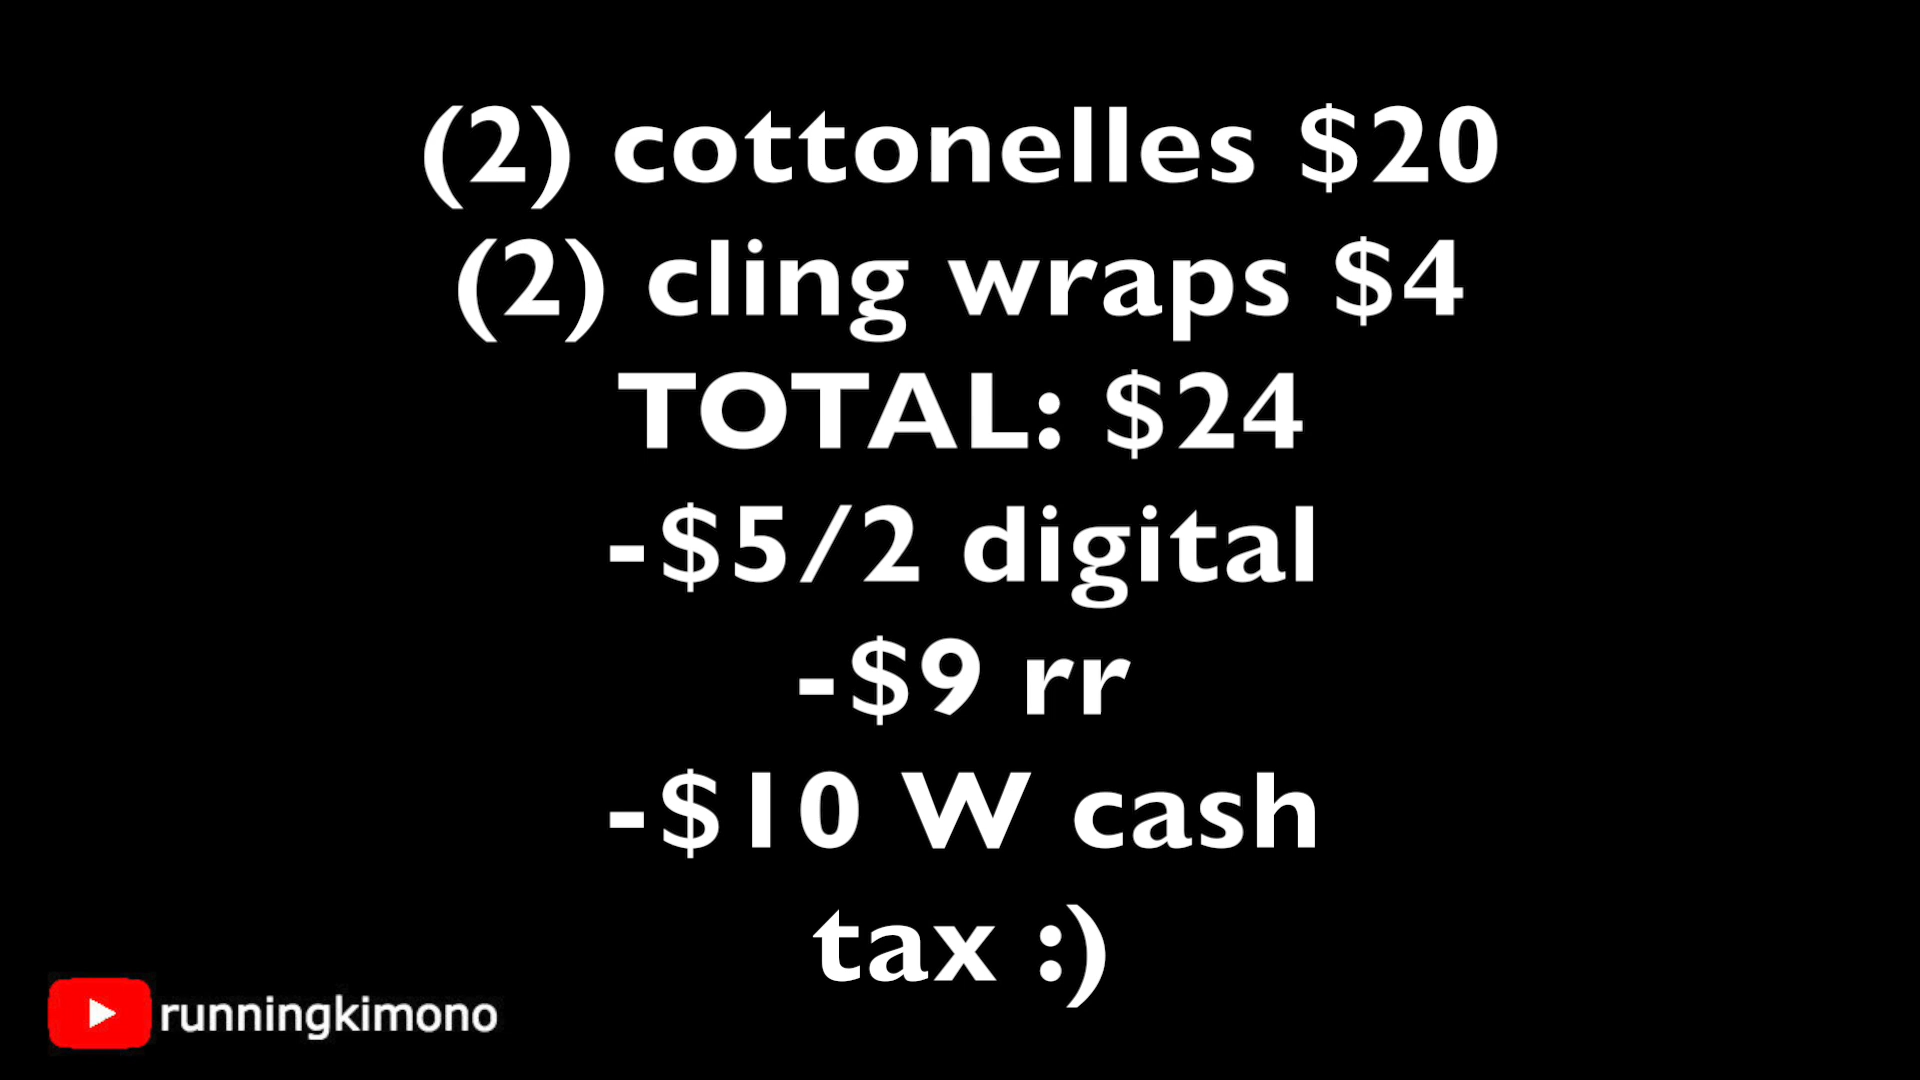 (2) cottonelles $20
(2) cling wraps $4
TOTAL: $24
-$5/2 digital
-$9 rr
-$10 W cash
tax :)
runningkimono